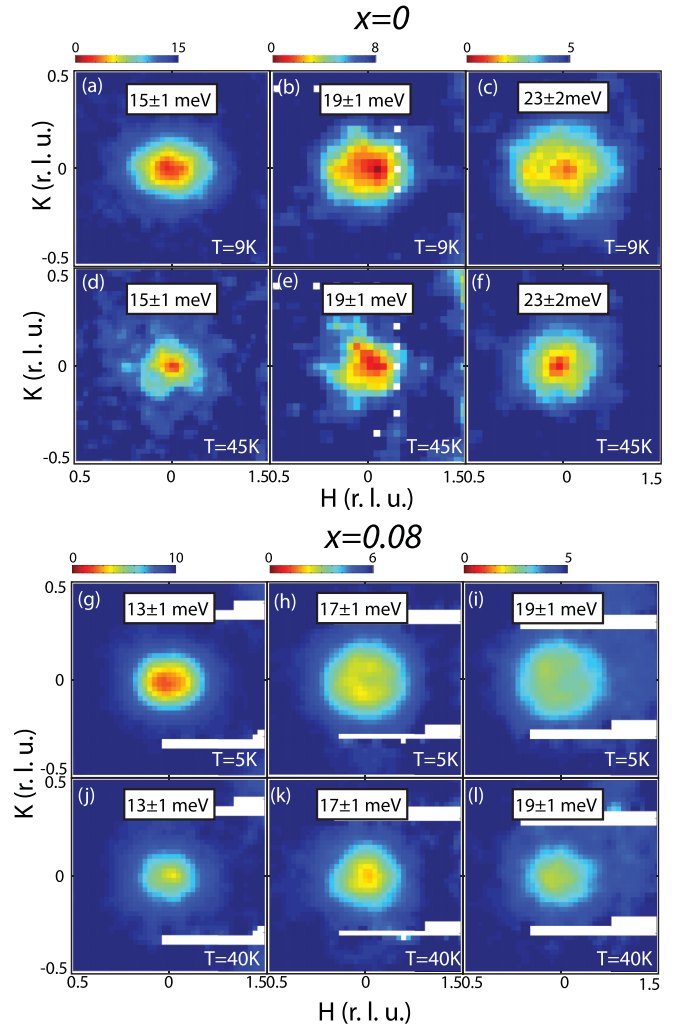 x=0
0 15 0 8 0 5
0.5 (a) 15±1 meV (b) 19±1 meV (c) 23±2meV
K (r. l. u.) 0
-0.5 T=9K T=9K T=9K
0.5 (d) 15±1 meV (e) 19±1 meV (f) 23±2meV
K (r. l. u.) 0
-0.5 T=45K T=45K T=45K
0.5 0 1.5 0 1.5 0 1.5
H (r. l. u.)
x=0.08
0 10 0 6 0 5
0.5 (g) 13±1 meV (h) 17±1 meV (i) 19±1 meV
0
-0.5 T=5K T=5K T=5K
K (r. l. u.)
0.5 (j) 13±1 meV (k) 17±1 meV (l) 19±1 meV
0
-0.5 T=40K T=40K T=40K
0.5 0 1.5 0 1.5 0 1.5
H (r. l. u.)